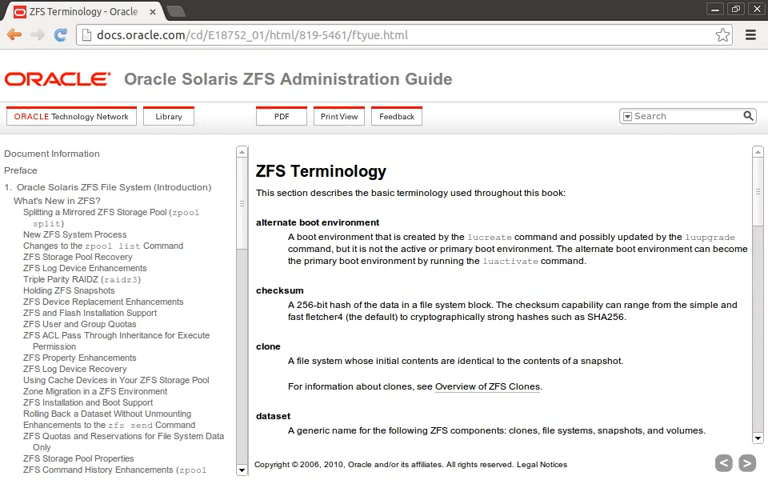 ZFS Terminology - Oracle
docs.oracle.com/cd/E18752_01/html/819-5461/ftyue.html
ORACLE® Oracle Solaris ZFS Administration Guide
ORACLE Technology Network
Library
PDF
Print View
Feedback
Search
Document Information
Preface
1. Oracle Solaris ZFS File System (Introduction)
What's New in ZFS?
Splitting a Mirrored ZFS Storage Pool (zpool
split)
New ZFS System Process
Changes to the zpool list Command
ZFS Storage Pool Recovery
ZFS Log Device Enhancements
Triple Parity RAIDZ (raidz3)
Holding ZFS Snapshots
ZFS Device Replacement Enhancements
ZFS and Flash Installation Support
ZFS User and Group Quotas
ZFS ACL Pass Through Inheritance for Execute
Permission
ZFS Property Enhancements
ZFS Log Device Recovery
Using Cache Devices in Your ZFS Storage Pool
Zone Migration in a ZFS Environment
ZFS Installation and Boot Support
Rolling Back a Dataset Without Unmounting
Enhancements to the zfs send Command
ZFS Quotas and Reservations for File System Data
Only
ZFS Storage Pool Properties
ZFS Command History Enhancements (zpool
ZFS Terminology
This section describes the basic terminology used throughout this book:
alternate boot environment
A boot environment that is created by the lucreate command and possibly updated by the luupgrade
command, but it is not the active or primary boot environment. The alternate boot environment can become
the primary boot environment by running the luactivate command.
checksum
A 256-bit hash of the data in a file system block. The checksum capability can range from the simple and
fast fletcher4 (the default) to cryptographically strong hashes such as SHA256.
clone
A file system whose initial contents are identical to the contents of a snapshot.
For information about clones, see Overview of ZFS Clones.
dataset
A generic name for the following ZFS components: clones, file systems, snapshots, and volumes.
Copyright © 2006, 2010, Oracle and/or its affiliates. All rights reserved. Legal Notices